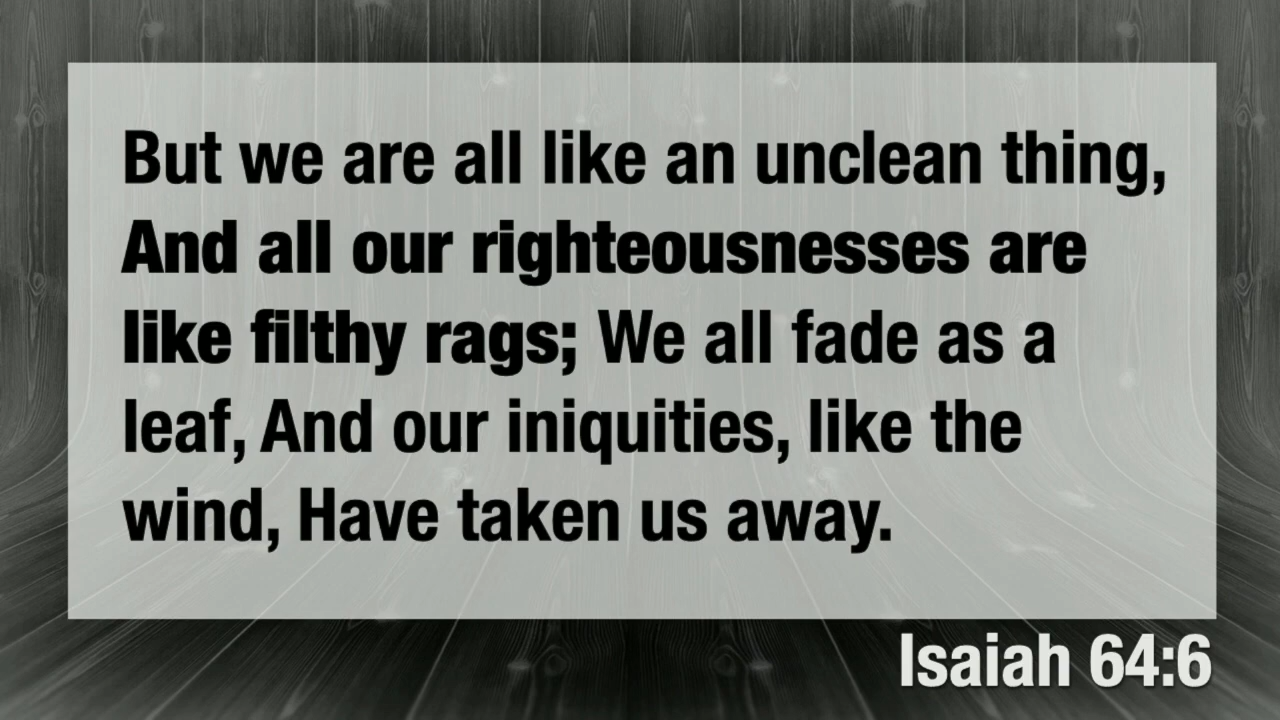 But we are all like an unclean thing,
And all our righteousnesses are
like filthy rags; We all fade as a
leaf, And our iniquities, like the
wind, Have taken us away.
Isaiah 64:6